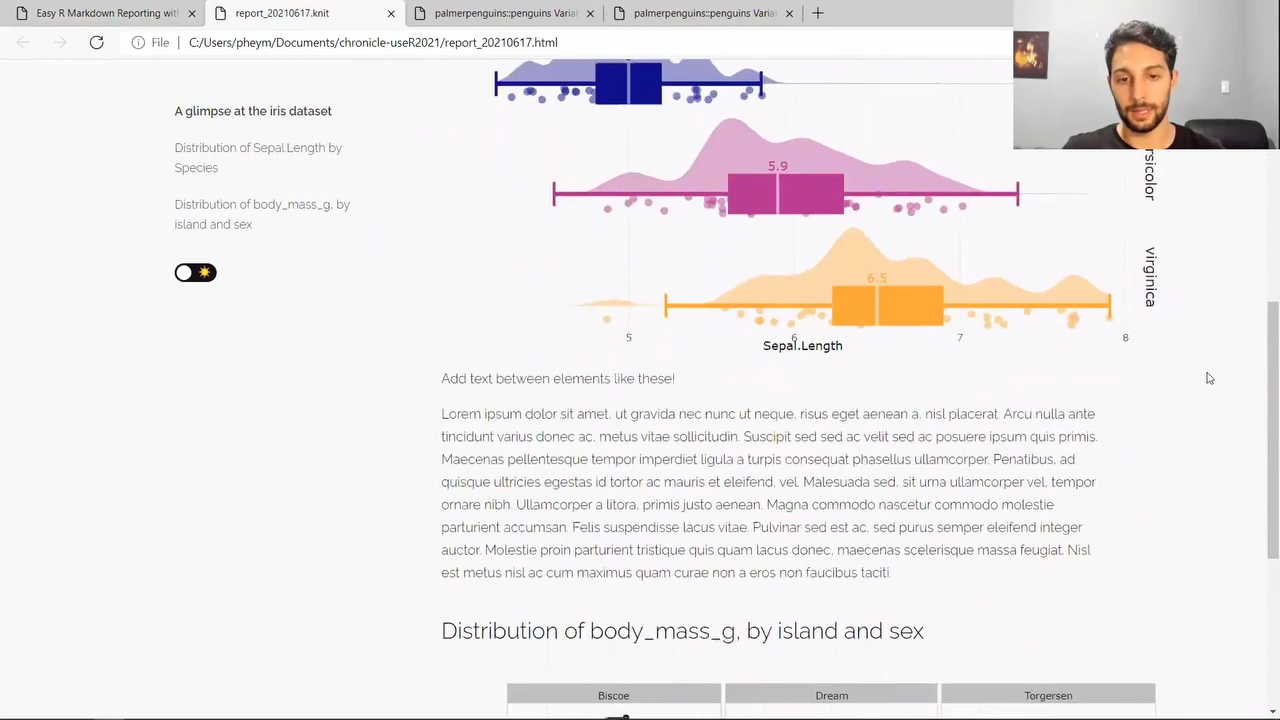 Easy R Markdown Reporting with
report_20210617.knit
palmerpenguins::penguins Varia
palmerpenguins::penguins Varia
File
C:/Users/pheym/Documents/chronicle-useR2021/report_20210617.html
A glimpse at the iris dataset
Distribution of Sepal.Length by
Species
Distribution of body_mass_g, by
island and sex
5.9
rsicolor
6.5
virginica
5
6
7
8
Sepal.Length
Add text between elements like these!
Lorem ipsum dolor sit amet, ut gravida nec nunc ut neque, risus eget aenean a, nisl placerat. Arcu nulla ante
tincidunt varius donec ac, metus vitae sollicitudin. Suscipit sed sed ac velit sed ac posuere ipsum quis primis.
Maecenas pellentesque tempor imperdiet ligula a turpis consequat phasellus ullamcorper. Penatibus, ad
quisque ultricies egestas id tortor ac mauris et eleifend, vel. Malesuada sed, sit urna ullamcorper vel, tempor
ornare nibh. Ullamcorper a litora, primis justo aenean. Magna commodo nascetur commodo molestie
parturient accumsan. Felis suspendisse lacus vitae. Pulvinar sed est ac, sed purus semper eleifend integer
auctor. Molestie proin parturient tristique quis quam lacus donec, maecenas scelerisque massa feugiat. Nisl
est metus nisl ac cum maximus quam curae non a eros non faucibus taciti.
Distribution of body_mass_g, by island and sex
Biscoe
Dream
Torgersen